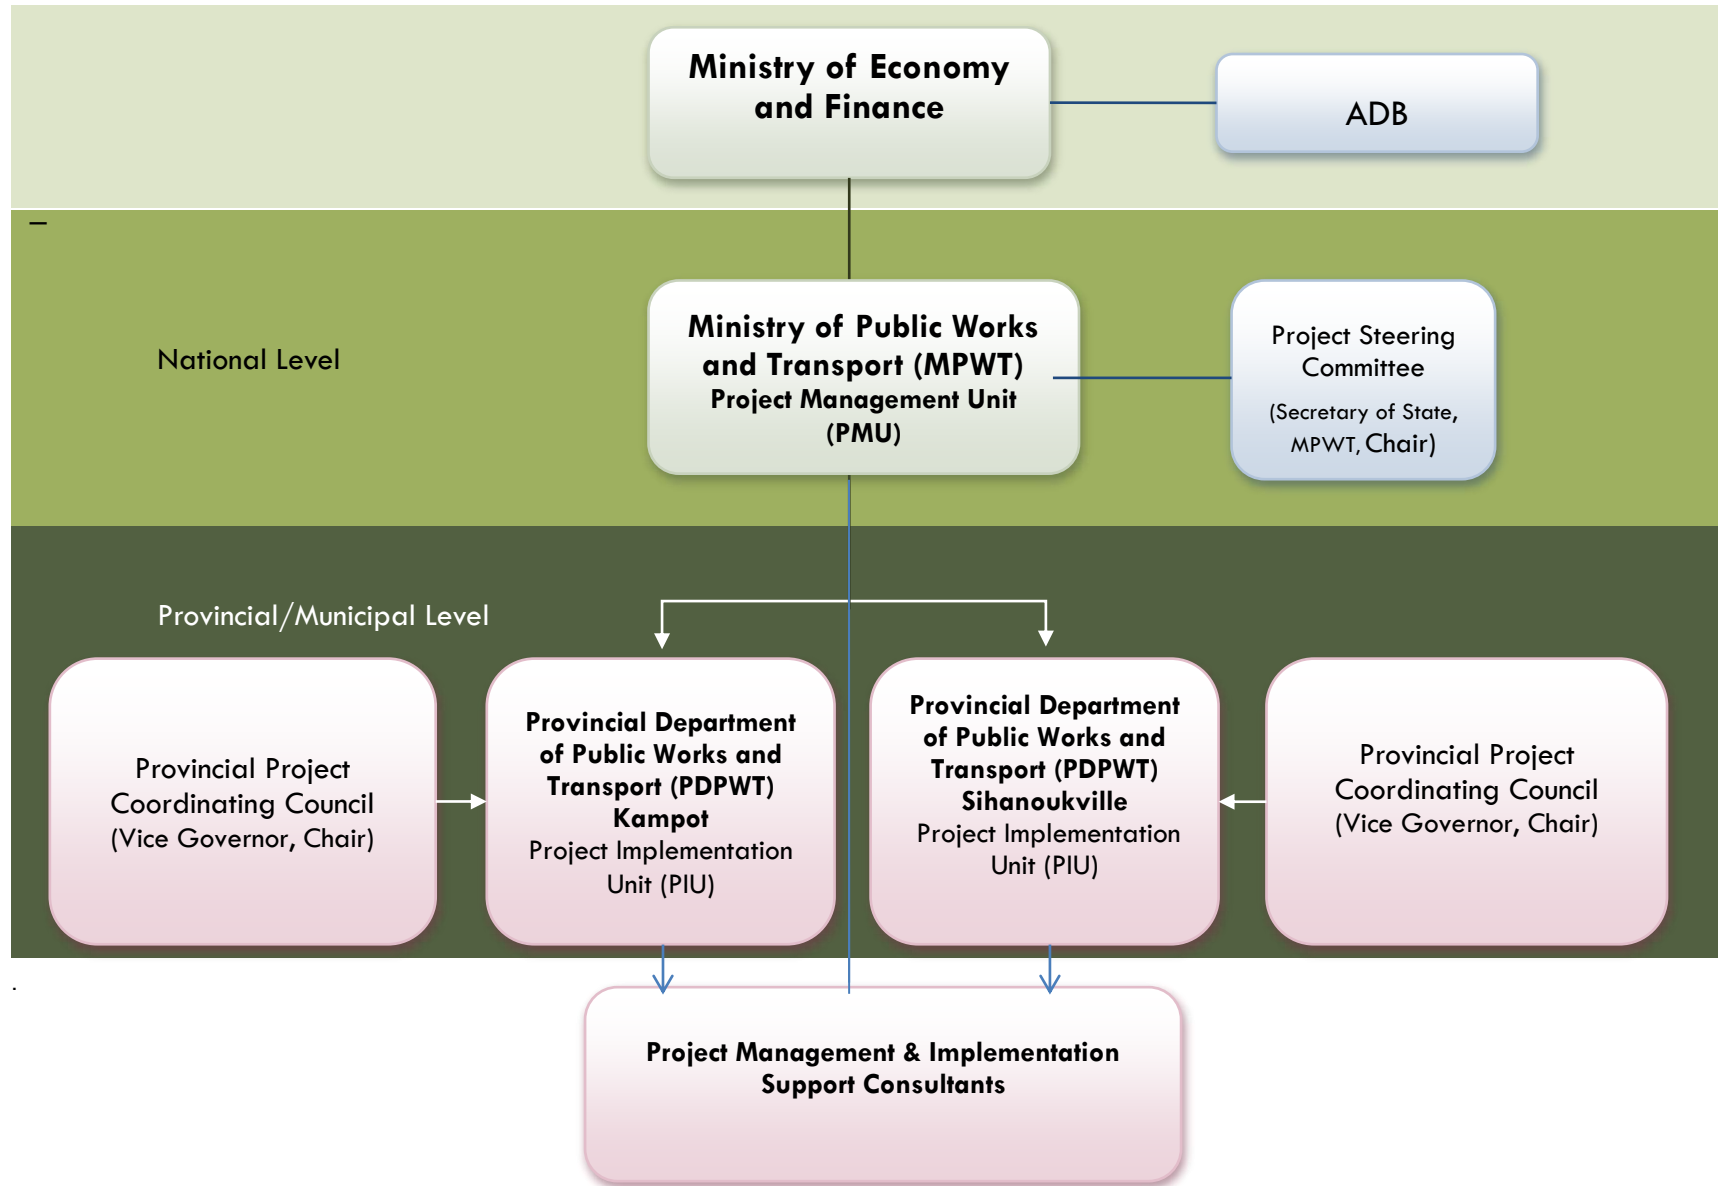 Ministry of Economy
and Finance
ADB
–
National Level
Ministry of Public Works
and Transport (MPWT)
Project Management Unit
(PMU)
Project Steering
Committee
(Secretary of State,
MPWT, Chair)
Provincial/Municipal Level
Provincial Project
Coordinating Council
(Vice Governor, Chair)
Provincial Department
of Public Works and
Transport (PDPWT)
Kampot
Project Implementation
Unit (PIU)
Provincial Department
of Public Works and
Transport (PDPWT)
Sihanoukville
Project Implementation
Unit (PIU)
Provincial Project
Coordinating Council
(Vice Governor, Chair)
.
Project Management & Implementation
Support Consultants